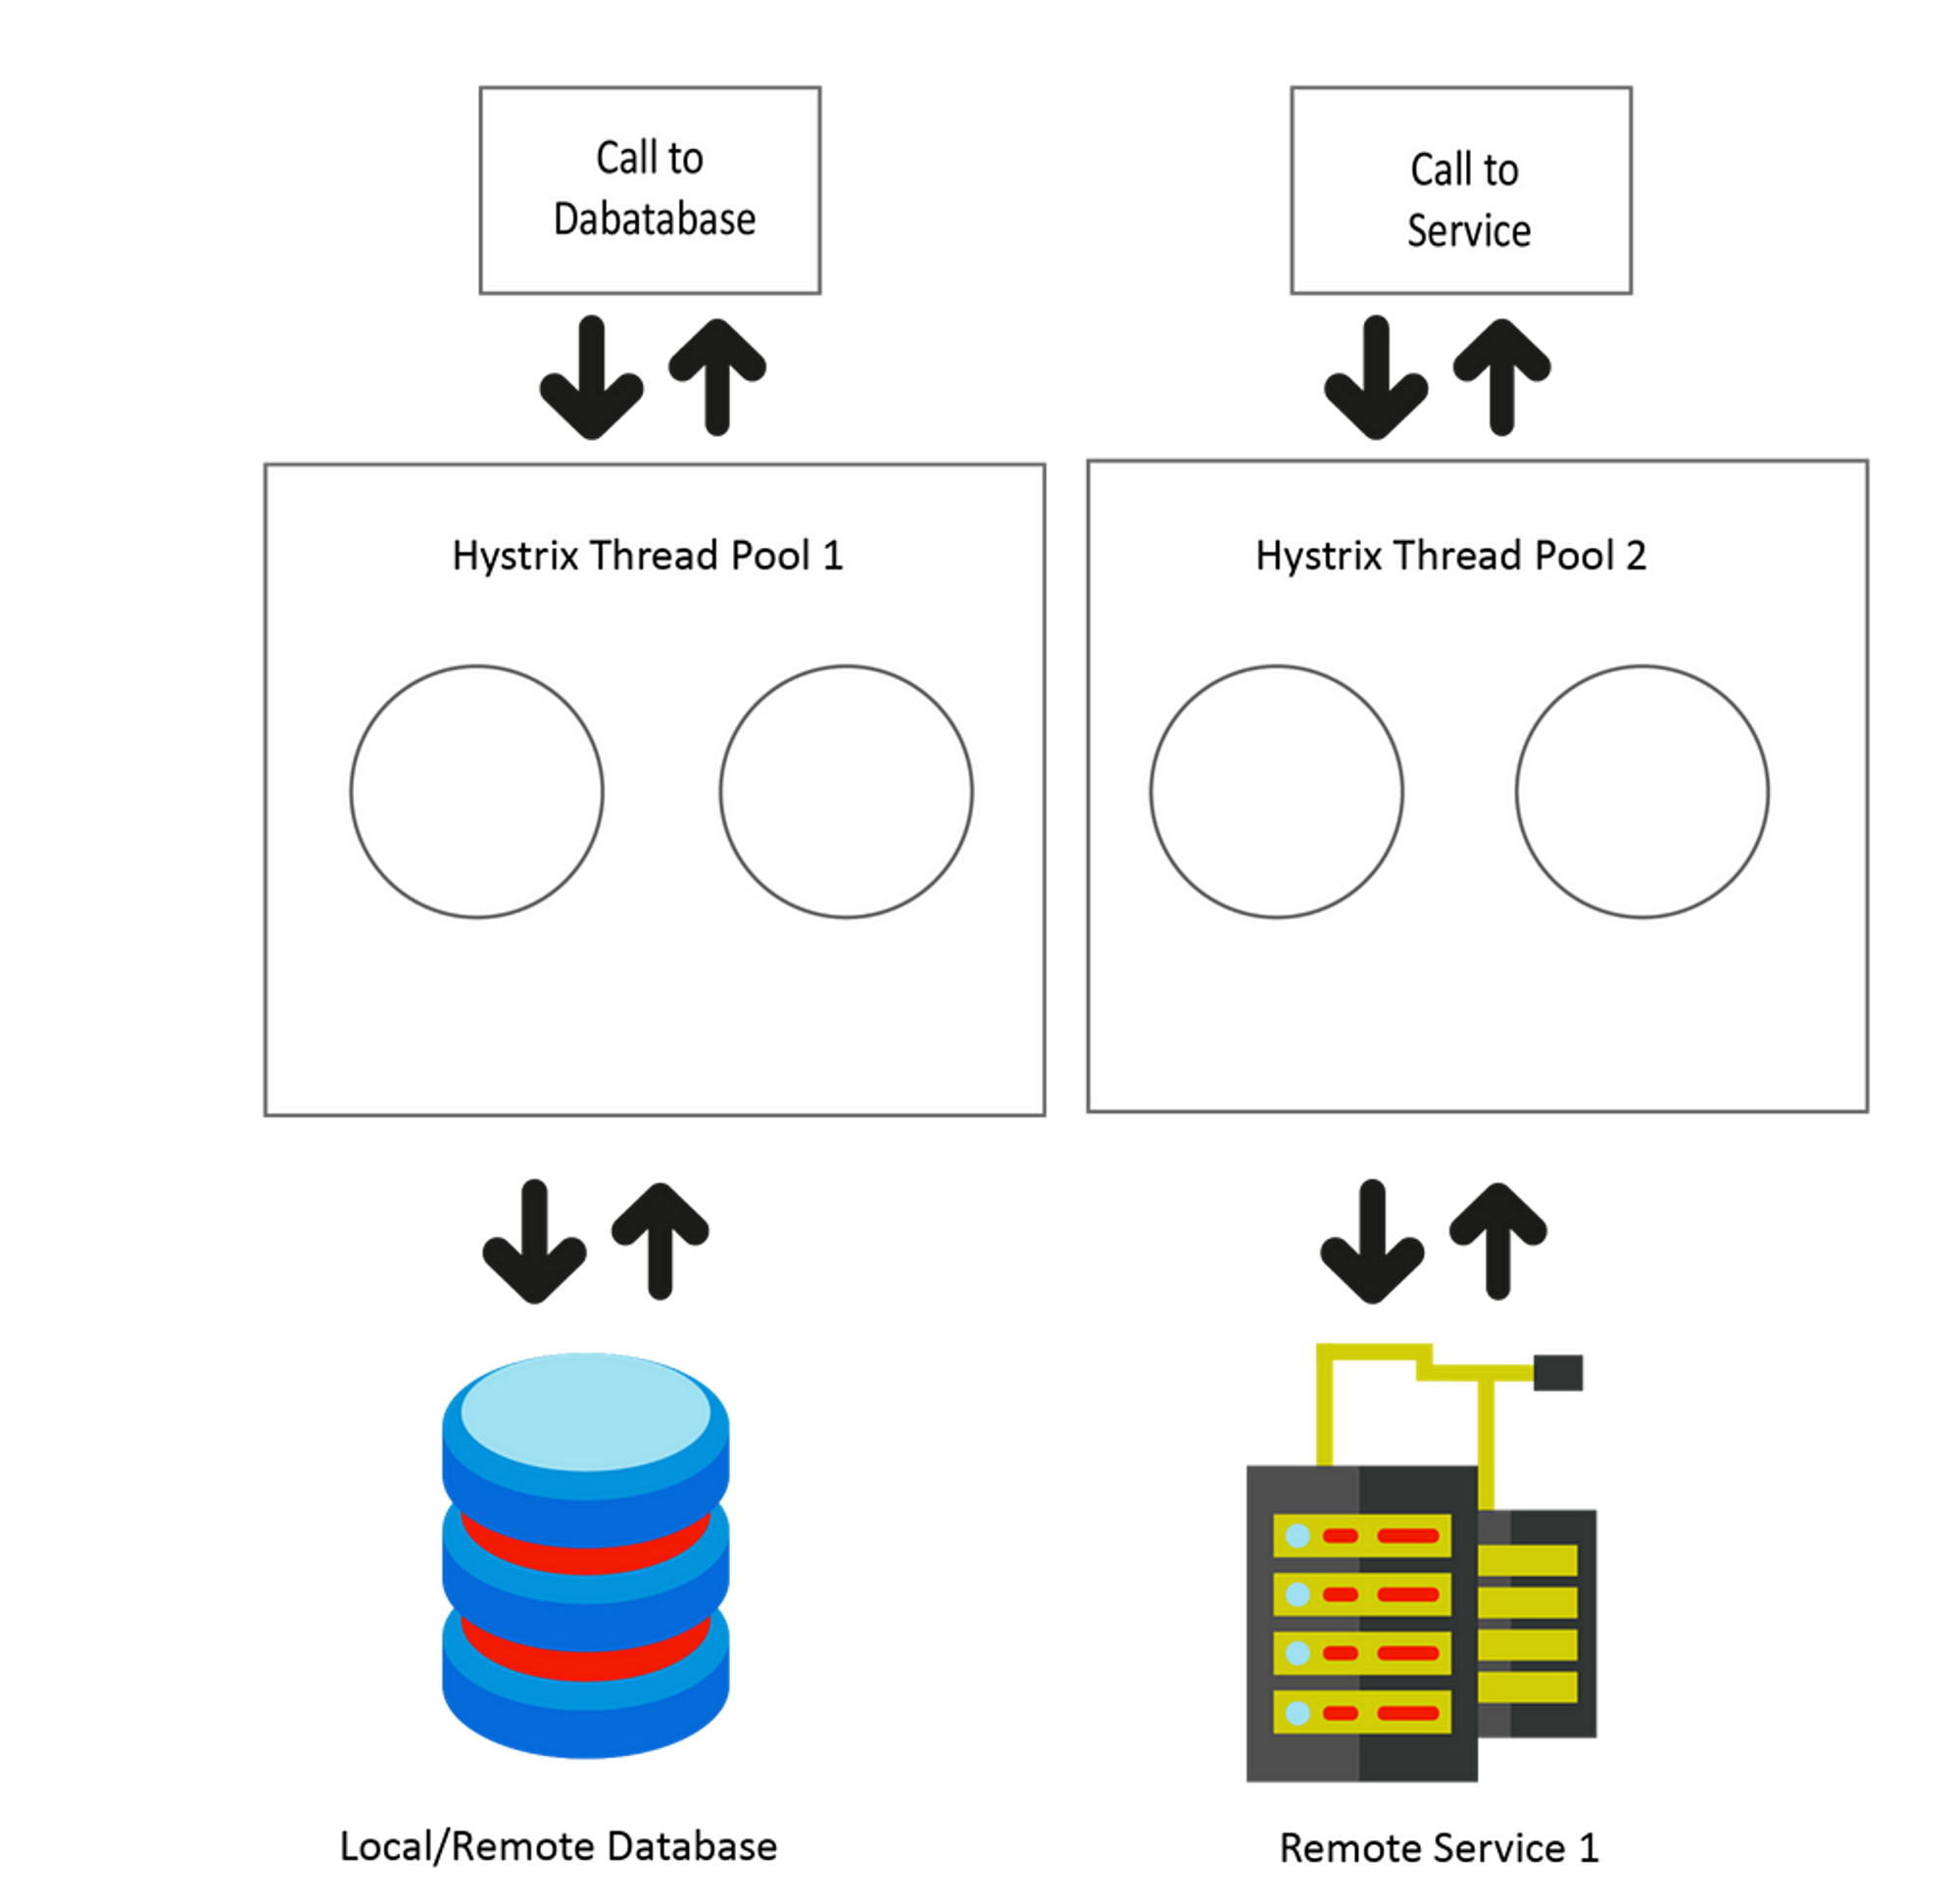 Call to
Dabatabase
Call to
Service
Hystrix Thread Pool 1
Hystrix Thread Pool 2
Local/Remote Database
Remote Service 1